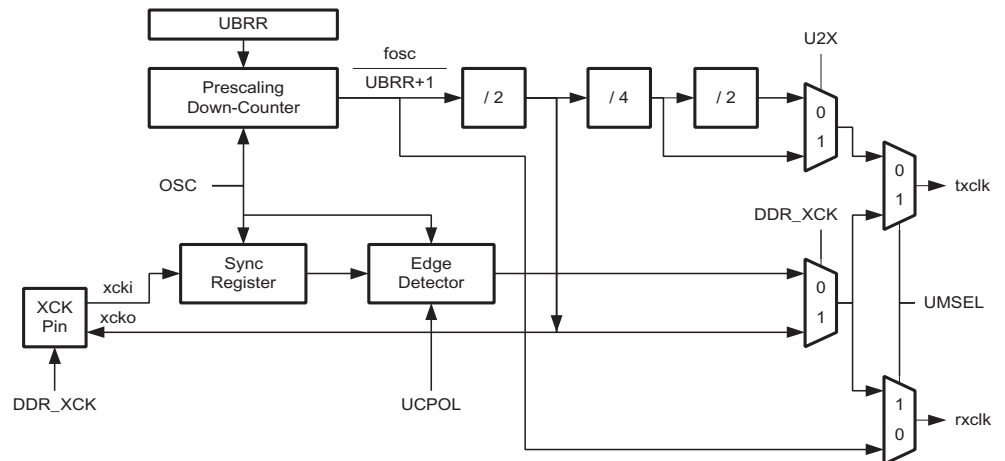 UBRR
fosc
U2X
Prescaling
Down-Counter
UBRR+1
/ 2
/ 4
/ 2
0
1
OSC
0
1
txclk
DDR_XCK
xcki
Sync
Register
Edge
Detector
0
1
UMSEL
XCK
Pin
xcko
DDR_XCK
UCPOL
1
0
rxclk